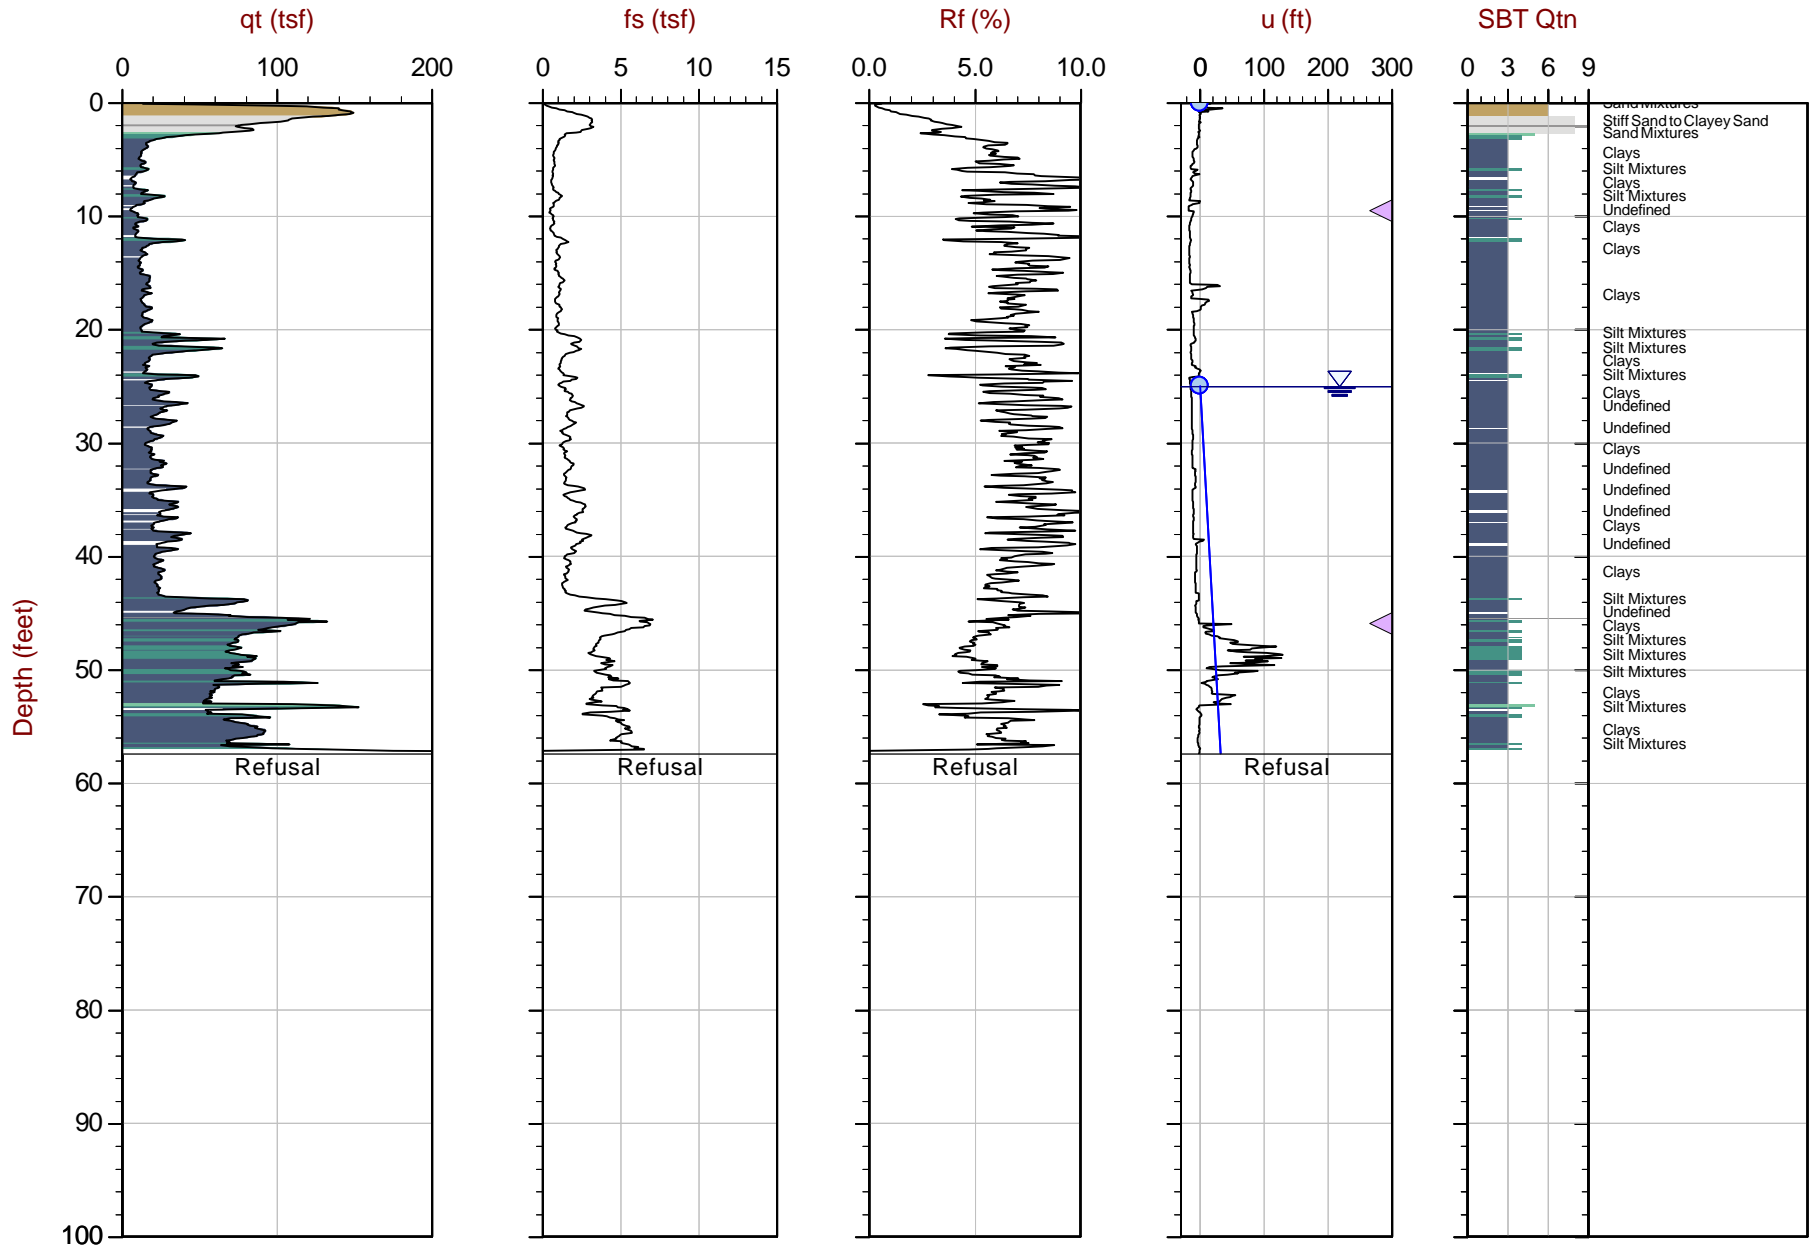 qt (tsf)
fs (tsf)
Rf (%)
u (ft)
SBT Qtn
0 100 200
0 5 10 15
0.0 5.0 10.0
0 100 200 300
0 3 6 9
0
10
20
30
40
50
60
70
80
90
100
Depth (feet)
Sand Mixtures
Stiff Sand to Clayey Sand
Sand Mixtures
Clays
Silt Mixtures
Clays
Silt Mixtures
Undefined
Clays
Clays
Clays
Silt Mixtures
Silt Mixtures
Clays
Silt Mixtures
Clays
Undefined
Undefined
Clays
Undefined
Undefined
Undefined
Clays
Undefined
Clays
Silt Mixtures
Undefined
Clays
Silt Mixtures
Silt Mixtures
Silt Mixtures
Clays
Silt Mixtures
Clays
Silt Mixtures
Refusal
Refusal
Refusal
Refusal